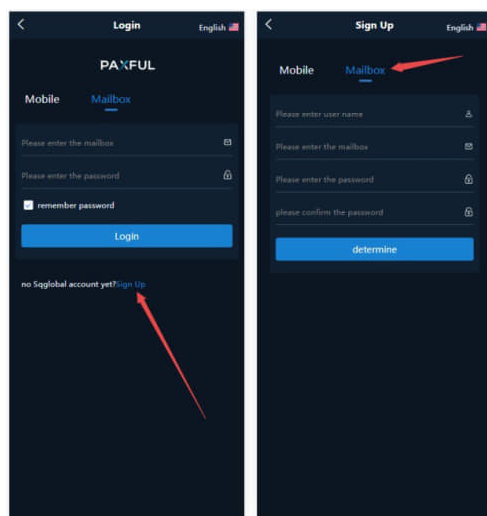 Login
English
PAXFUL
Mobile
Mailbox
Please enter the mailbox
Please enter the password
remember password
Login
no Sqglobal account yet?Sign Up
Sign Up
English
Mobile
Mailbox
Please enter user name
Please enter the mailbox
Please enter the password
please confirm the password
determine